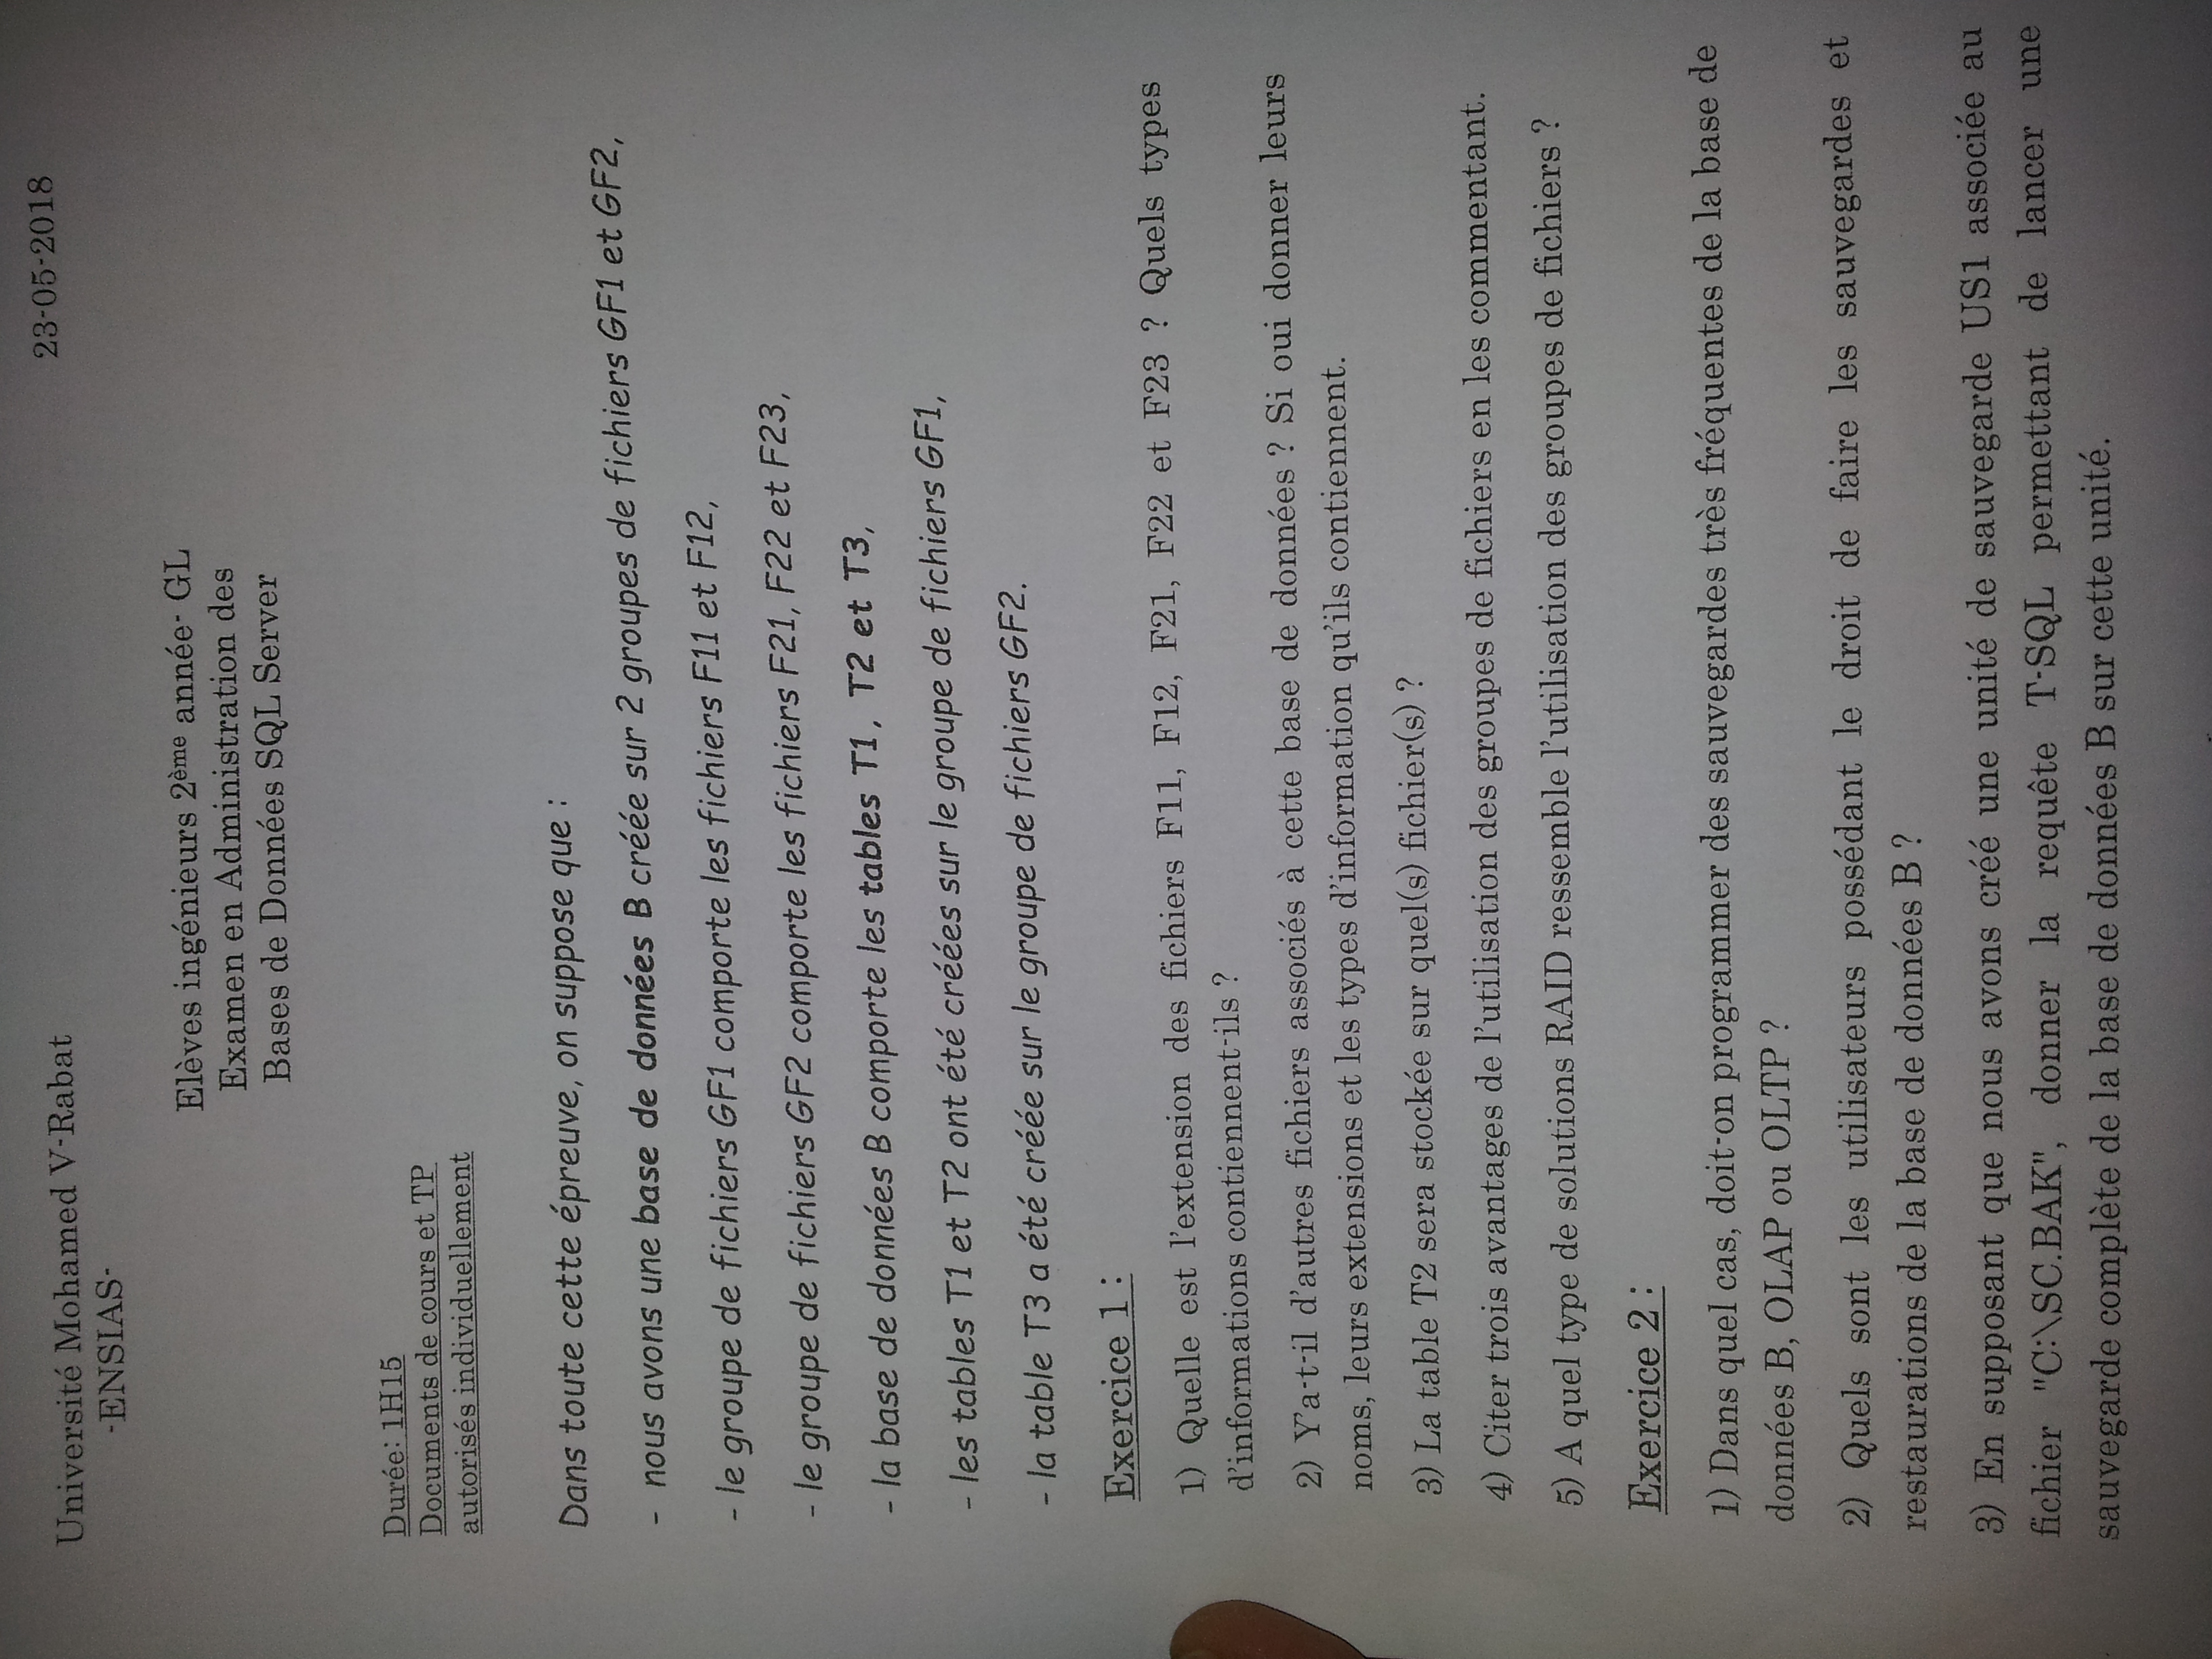 Université Mohamed V-Rabat
23-05-2018
-ENSIAS-
Elèves ingénieurs 2ème année- GL
Examen en Administration des
Bases de Données SQL Server
Durée: 1H15
Documents de cours et TP
autorisés individuellement
Dans toute cette épreuve, on suppose que :
- nous avons une base de données B créée sur 2 groupes de fichiers GF1 et GF2,
- le groupe de fichiers GF1 comporte les fichiers F11 et F12,
- le groupe de fichiers GF2 comporte les fichiers F21, F22 et F23,
- la base de données B comporte les tables T1, T2 et T3,
- les tables T1 et T2 ont été créées sur le groupe de fichiers GF1,
- la table T3 a été créée sur le groupe de fichiers GF2.
Exercice 1 :
1) Quelle est l'extension des fichiers F11, F12, F21, F22 et F23 ? Quels types
d'informations contiennent-ils ?
2) Y'a-t-il d'autres fichiers associés à cette base de données ? Si oui donner leurs
noms, leurs extensions et les types d'information qu'ils contiennent.
3) La table T2 sera stockée sur quel(s) fichier(s) ?
4) Citer trois avantages de l'utilisation des groupes de fichiers en les commentant.
5) A quel type de solutions RAID ressemble l'utilisation des groupes de fichiers ?
Exercice 2 :
1) Dans quel cas, doit-on programmer des sauvegardes très fréquentes de la base de
données B, OLAP ou OLTP ?
2) Quels sont les utilisateurs possédant le droit de faire les sauvegardes et
restaurations de la base de données B ?
3) En supposant que nous avons créé une unité de sauvegarde US1 associée au
fichier "C:\SC.BAK", donner la requête T-SQL permettant de lancer une
sauvegarde complète de la base de données B sur cette unité.